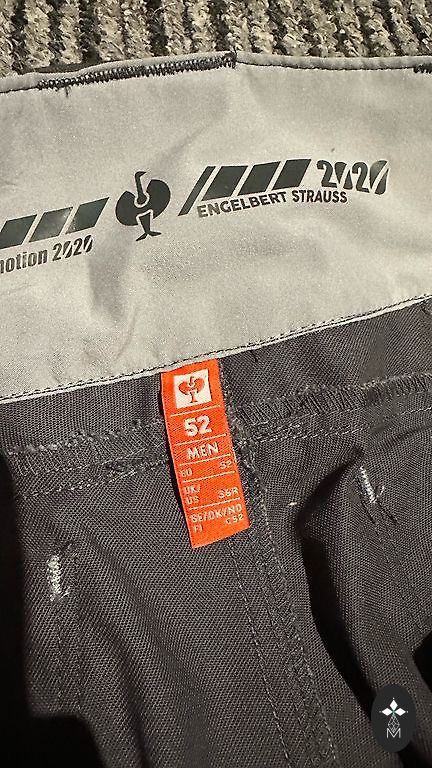 2020
ENGELBERT STRAUSS
motion 2020
52
MEN
EU 52
UK/
US 36R
SE/DK/NO
FI C52
M